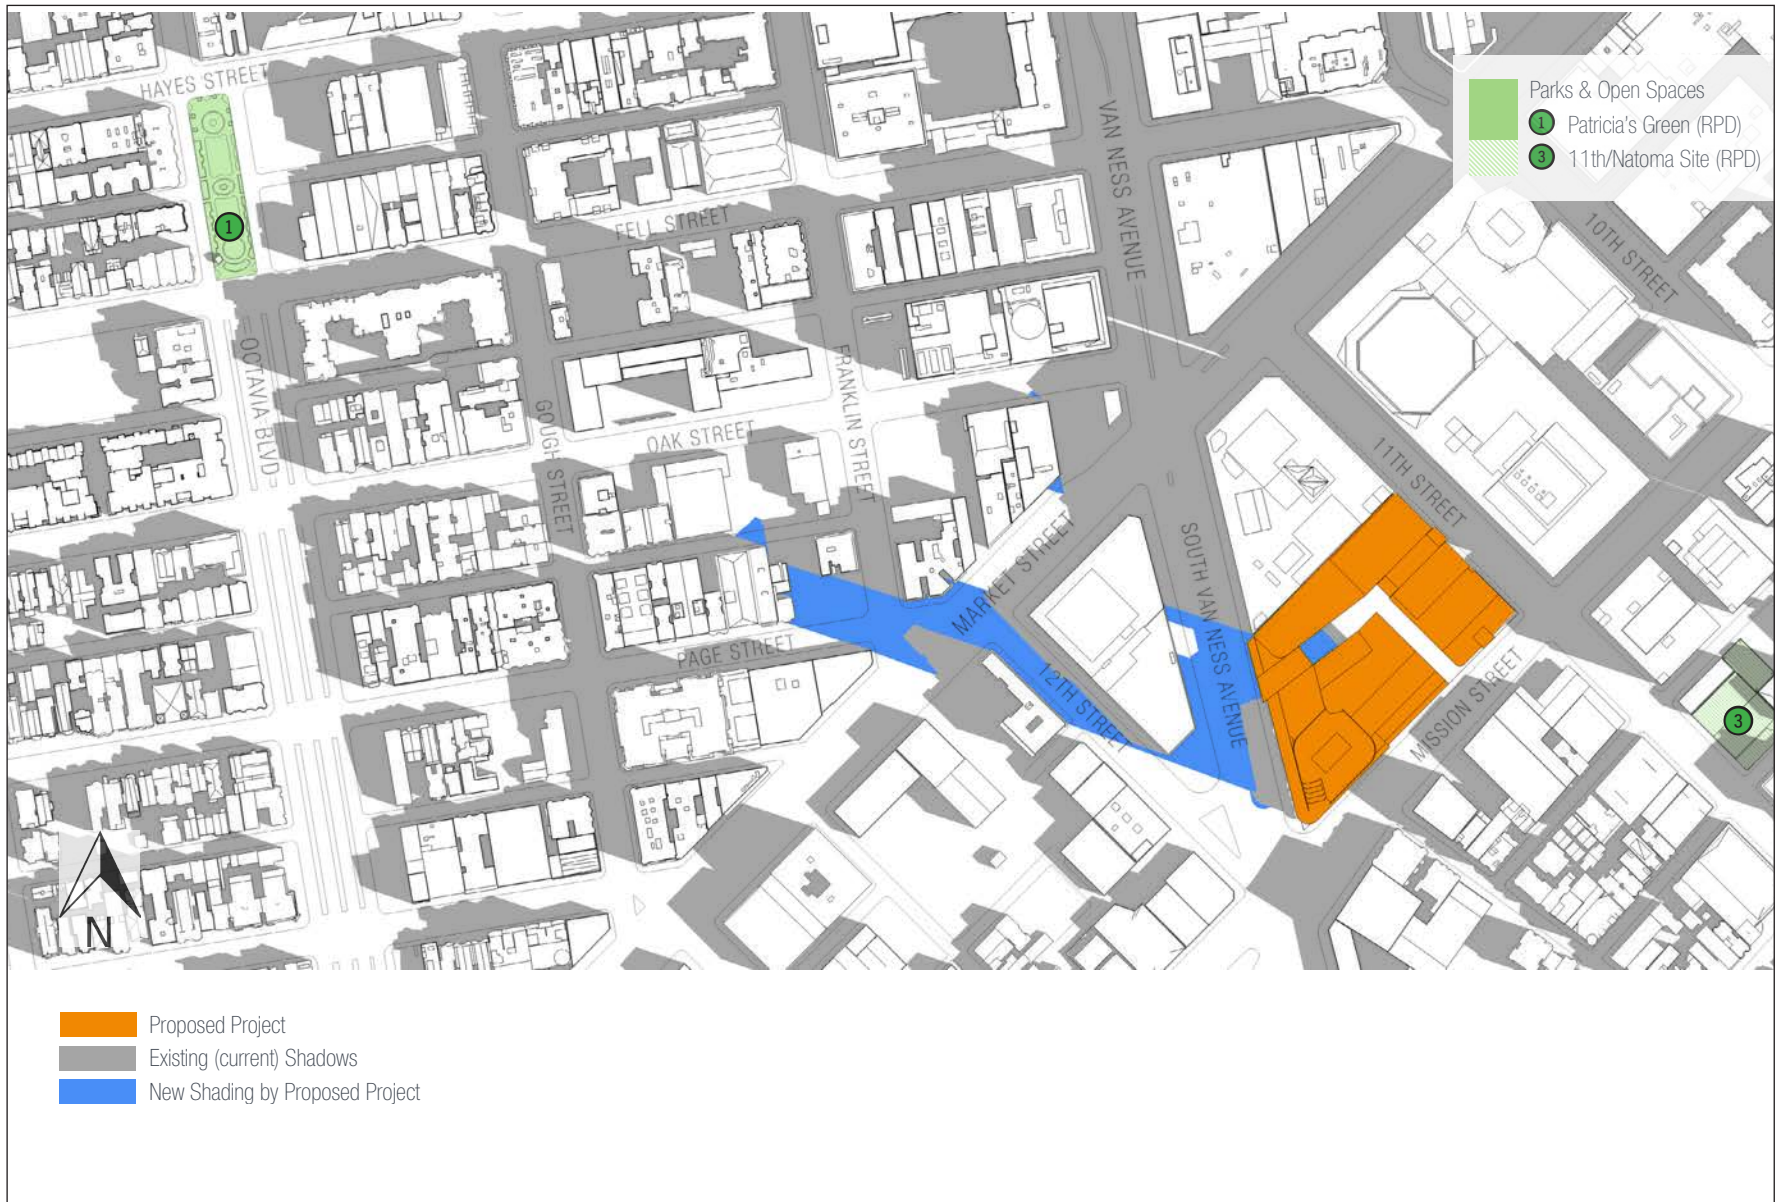 HAYES STREET
Parks & Open Spaces
1 Patricia's Green (RPD)
3 11th/Natoma Site (RPD)
VAN NESS AVENUE
10TH STREET
1
FELL STREET
OCTAVIA BLVD
FRANKLIN STREET
GOUGH STREET
OAK STREET
11TH STREET
MARKET STREET
SOUTH VAN NESS AVENUE
PAGE STREET
12TH STREET
MISSION STREET
3
N
Proposed Project
Existing (current) Shadows
New Shading by Proposed Project